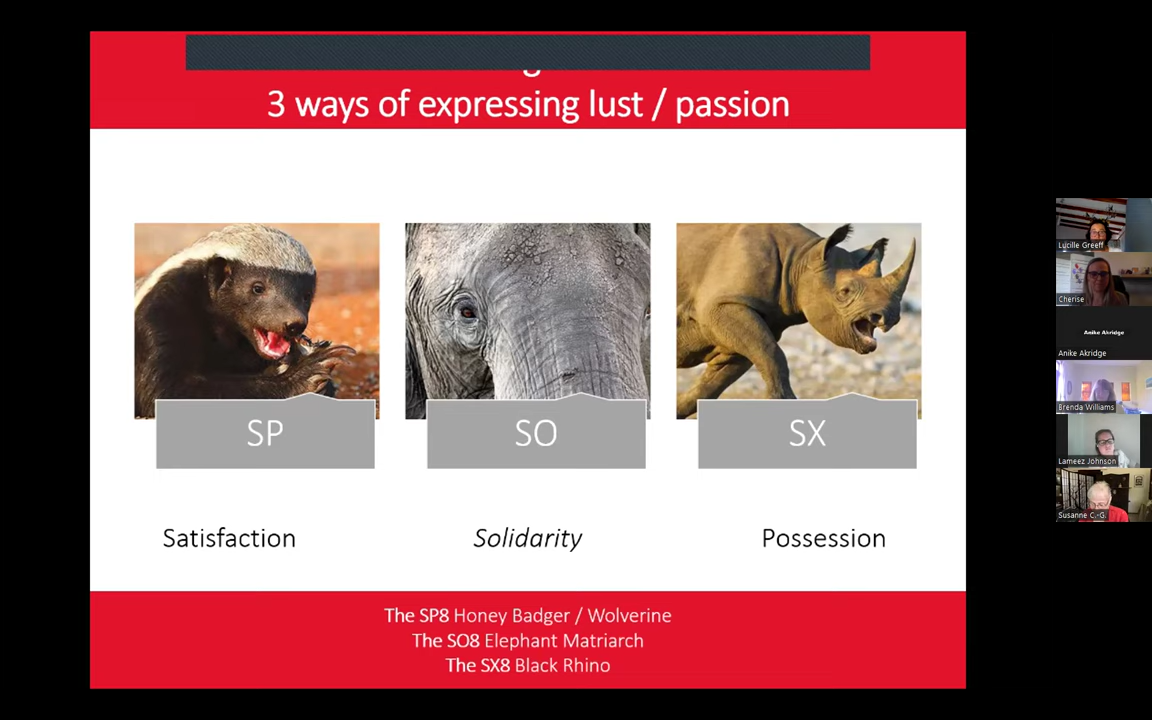 3 ways of expressing lust / passion
SP
SO
SX
Satisfaction
Solidarity
Possession
The SP8 Honey Badger / Wolverine
The SO8 Elephant Matriarch
The SX8 Black Rhino
Lucille Greeff
Cherise
Anike Akridge
Anike Akridge
Brenda Williams
Lameez Johnson
Susanne C.-G.